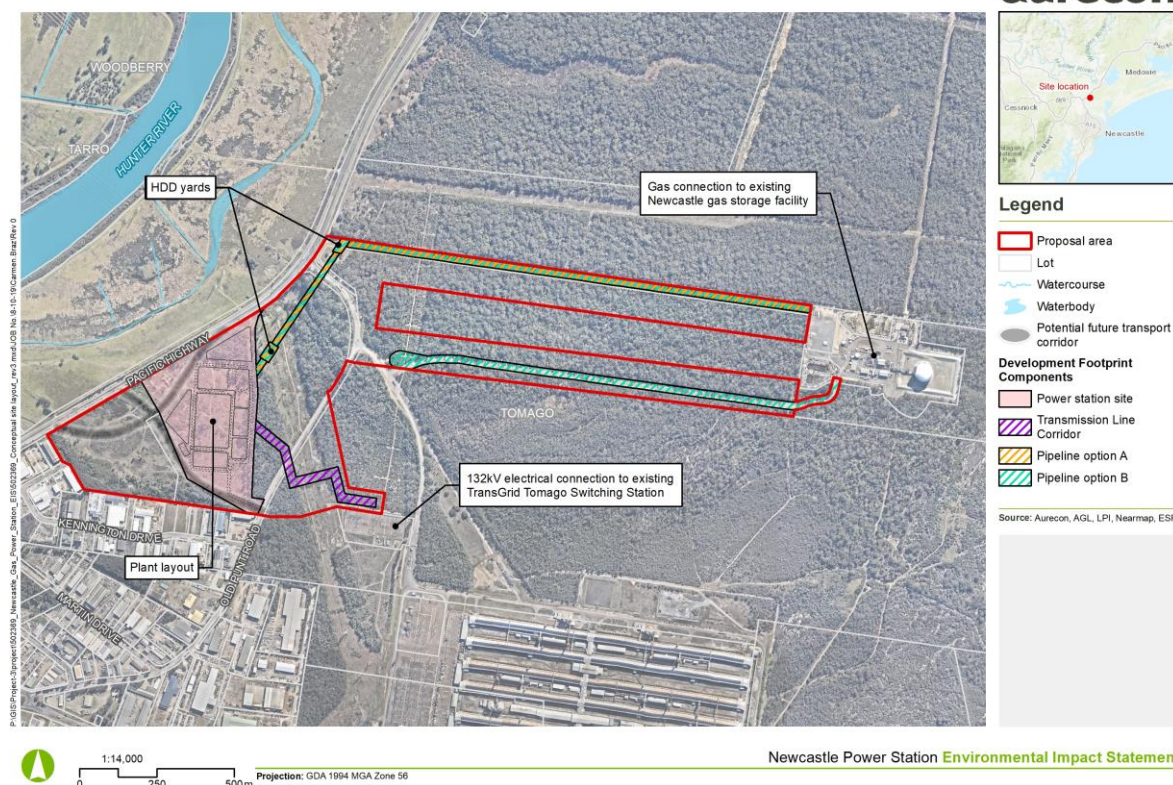 WOODBERRY
TARRO
HUNTER RIVER
HDD yards
Gas connection to existing
Newcastle gas storage facility
PACIFIC HIGHWAY
TOMAGO
132kV electrical connection to existing
TransGrid Tomago Switching Station
KENNINGTON DRIVE
Plant layout
OLD PUNT ROAD
MARTIN DRIVE
Site location
Medowie
Cessnock
Newcastle
Legend
Proposal area
Lot
Watercourse
Waterbody
Potential future transport
corridor
Development Footprint
Components
Power station site
Transmission Line
Corridor
Pipeline option A
Pipeline option B
Source: Aurecon, AGL, LPI, Nearmap, ESR
1:14,000
0 250 500m
Projection: GDA 1994 MGA Zone 56
Newcastle Power Station Environmental Impact Statemen